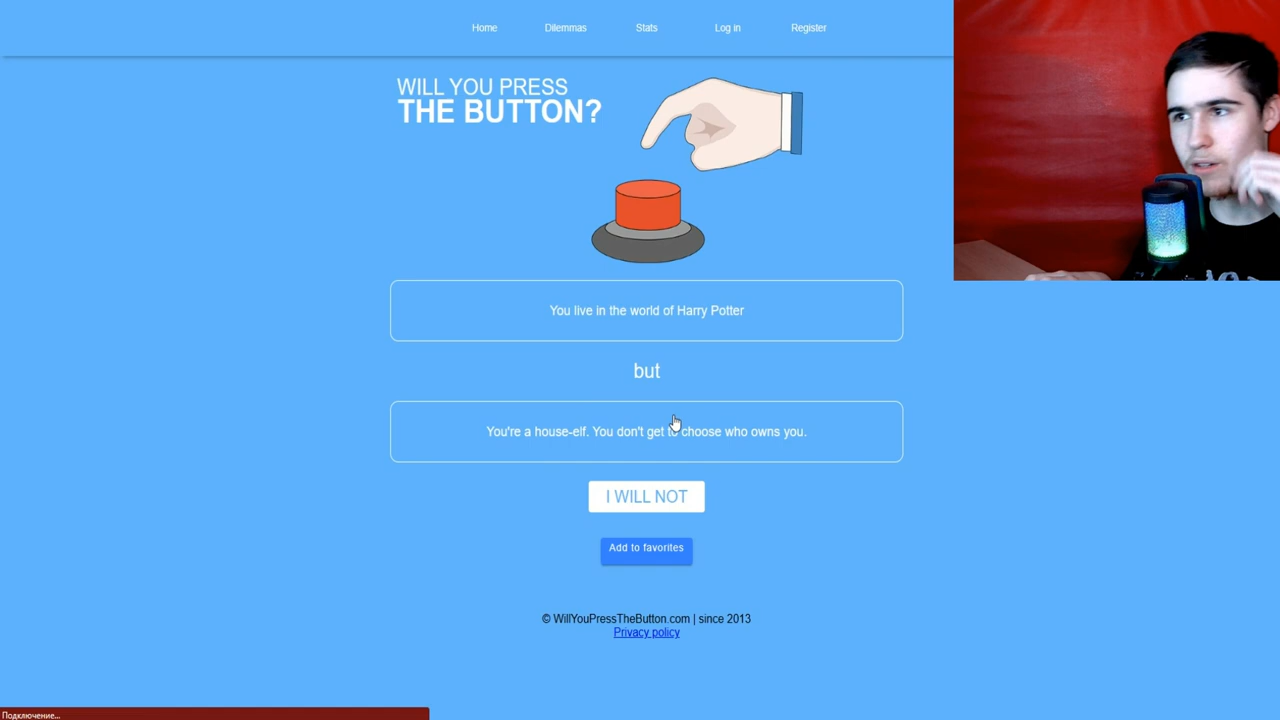 Home Dilemmas Stats Log in Register
WILL YOU PRESS
THE BUTTON?
You live in the world of Harry Potter
but
You're a house-elf. You don't get to choose who owns you.
I WILL NOT
Add to favorites
© WillYouPressTheButton.com | since 2013
Privacy policy
Подключение...